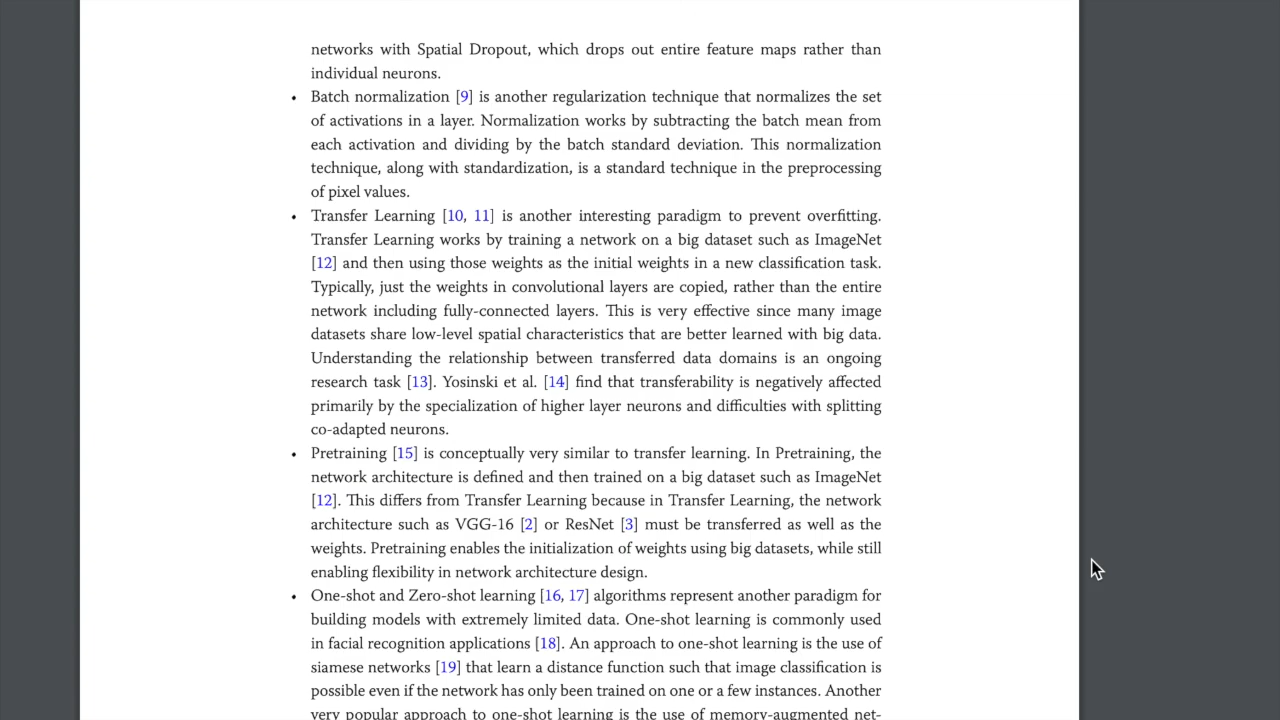 networks with Spatial Dropout, which drops out entire feature maps rather than
individual neurons.
• Batch normalization [9] is another regularization technique that normalizes the set
of activations in a layer. Normalization works by subtracting the batch mean from
each activation and dividing by the batch standard deviation. This normalization
technique, along with standardization, is a standard technique in the preprocessing
of pixel values.
• Transfer Learning [10, 11] is another interesting paradigm to prevent overfitting.
Transfer Learning works by training a network on a big dataset such as ImageNet
[12] and then using those weights as the initial weights in a new classification task.
Typically, just the weights in convolutional layers are copied, rather than the entire
network including fully-connected layers. This is very effective since many image
datasets share low-level spatial characteristics that are better learned with big data.
Understanding the relationship between transferred data domains is an ongoing
research task [13]. Yosinski et al. [14] find that transferability is negatively affected
primarily by the specialization of higher layer neurons and difficulties with splitting
co-adapted neurons.
• Pretraining [15] is conceptually very similar to transfer learning. In Pretraining, the
network architecture is defined and then trained on a big dataset such as ImageNet
[12]. This differs from Transfer Learning because in Transfer Learning, the network
architecture such as VGG-16 [2] or ResNet [3] must be transferred as well as the
weights. Pretraining enables the initialization of weights using big datasets, while still
enabling flexibility in network architecture design.
• One-shot and Zero-shot learning [16, 17] algorithms represent another paradigm for
building models with extremely limited data. One-shot learning is commonly used
in facial recognition applications [18]. An approach to one-shot learning is the use of
siamese networks [19] that learn a distance function such that image classification is
possible even if the network has only been trained on one or a few instances. Another
very popular approach to one-shot learning is the use of memory-augmented net-